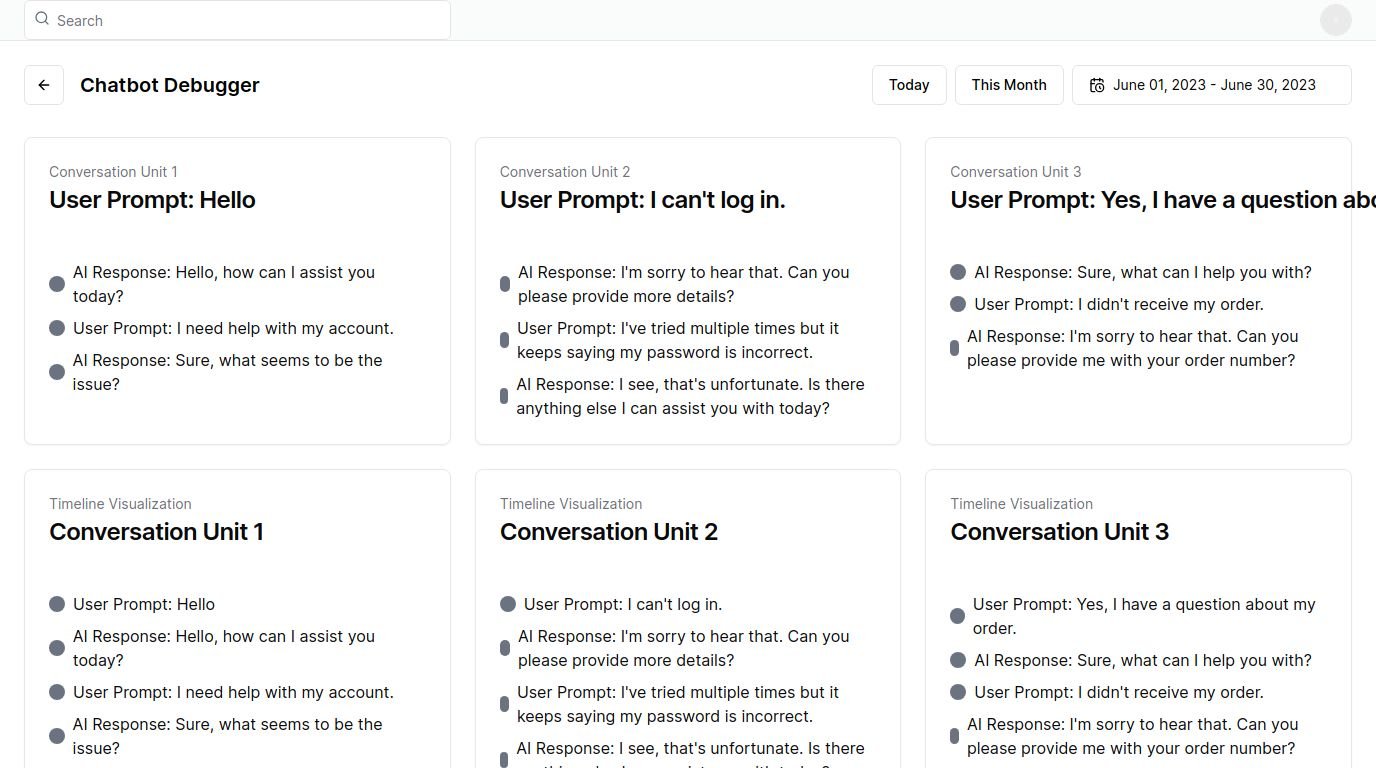 Search
Chatbot Debugger
Today
This Month
June 01, 2023 - June 30, 2023
Conversation Unit 1
User Prompt: Hello
AI Response: Hello, how can I assist you
today?
User Prompt: I need help with my account.
AI Response: Sure, what seems to be the
issue?
Conversation Unit 2
User Prompt: I can't log in.
AI Response: I'm sorry to hear that. Can you
please provide more details?
User Prompt: I've tried multiple times but it
keeps saying my password is incorrect.
AI Response: I see, that's unfortunate. Is there
anything else I can assist you with today?
Conversation Unit 3
User Prompt: Yes, I have a question
AI Response: Sure, what can I help you with?
User Prompt: I didn't receive my order.
AI Response: I'm sorry to hear that. Can you
please provide me with your order number?
Timeline Visualization
Conversation Unit 1
User Prompt: Hello
AI Response: Hello, how can I assist you
today?
User Prompt: I need help with my account.
AI Response: Sure, what seems to be the
issue?
Timeline Visualization
Conversation Unit 2
User Prompt: I can't log in.
AI Response: I'm sorry to hear that. Can you
please provide more details?
User Prompt: I've tried multiple times but it
keeps saying my password is incorrect.
AI Response: I see, that's unfortunate. Is there
Timeline Visualization
Conversation Unit 3
User Prompt: Yes, I have a question about my
order.
AI Response: Sure, what can I help you with?
User Prompt: I didn't receive my order.
AI Response: I'm sorry to hear that. Can you
please provide me with your order number?